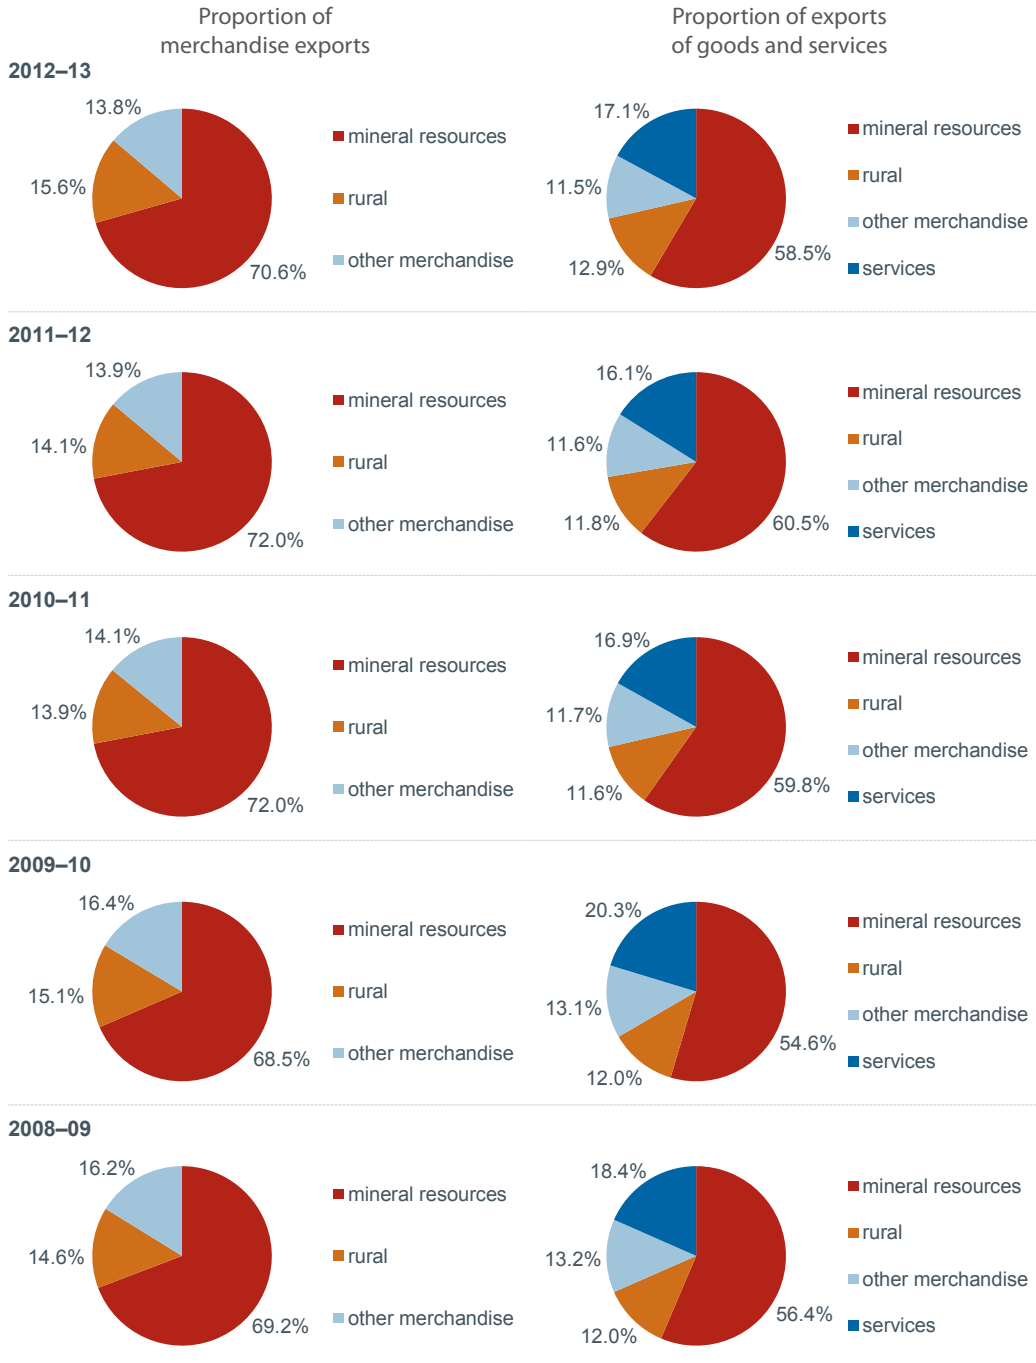 Proportion of
merchandise exports
Proportion of exports
of goods and services
2012–13
13.8%
15.6%
70.6%
mineral resources
rural
other merchandise
17.1%
11.5%
12.9%
58.5%
mineral resources
rural
other merchandise
services
2011–12
13.9%
14.1%
72.0%
mineral resources
rural
other merchandise
16.1%
11.6%
11.8%
60.5%
mineral resources
rural
other merchandise
services
2010–11
14.1%
13.9%
72.0%
mineral resources
rural
other merchandise
16.9%
11.7%
11.6%
59.8%
mineral resources
rural
other merchandise
services
2009–10
16.4%
15.1%
68.5%
mineral resources
rural
other merchandise
20.3%
13.1%
12.0%
54.6%
mineral resources
rural
other merchandise
services
2008–09
16.2%
14.6%
69.2%
mineral resources
rural
other merchandise
18.4%
13.2%
12.0%
56.4%
mineral resources
rural
other merchandise
services